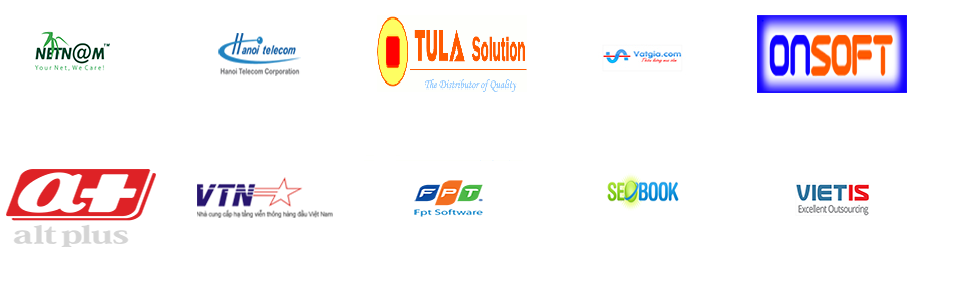 NETN@M™
Your Net, We Care!
Hanoi telecom
Hanoi Telecom Corporation
TULA Solution
The Distributor of Quality
Vatgia.com
ONSOFT
a+
alt plus
VTN
Nhà cung cấp hạ tầng viễn thông hàng đầu Việt Nam
FPT
Fpt Software
SEOBOOK
VIETIS
Excellent Outsourcing